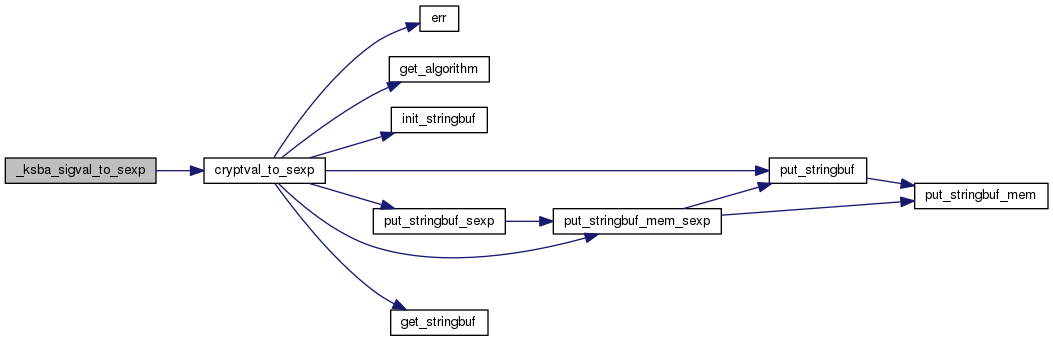 err
get_algorithm
init_stringbuf
_ksba_sigval_to_sexp
cryptval_to_sexp
put_stringbuf
put_stringbuf_mem
put_stringbuf_sexp
put_stringbuf_mem_sexp
get_stringbuf